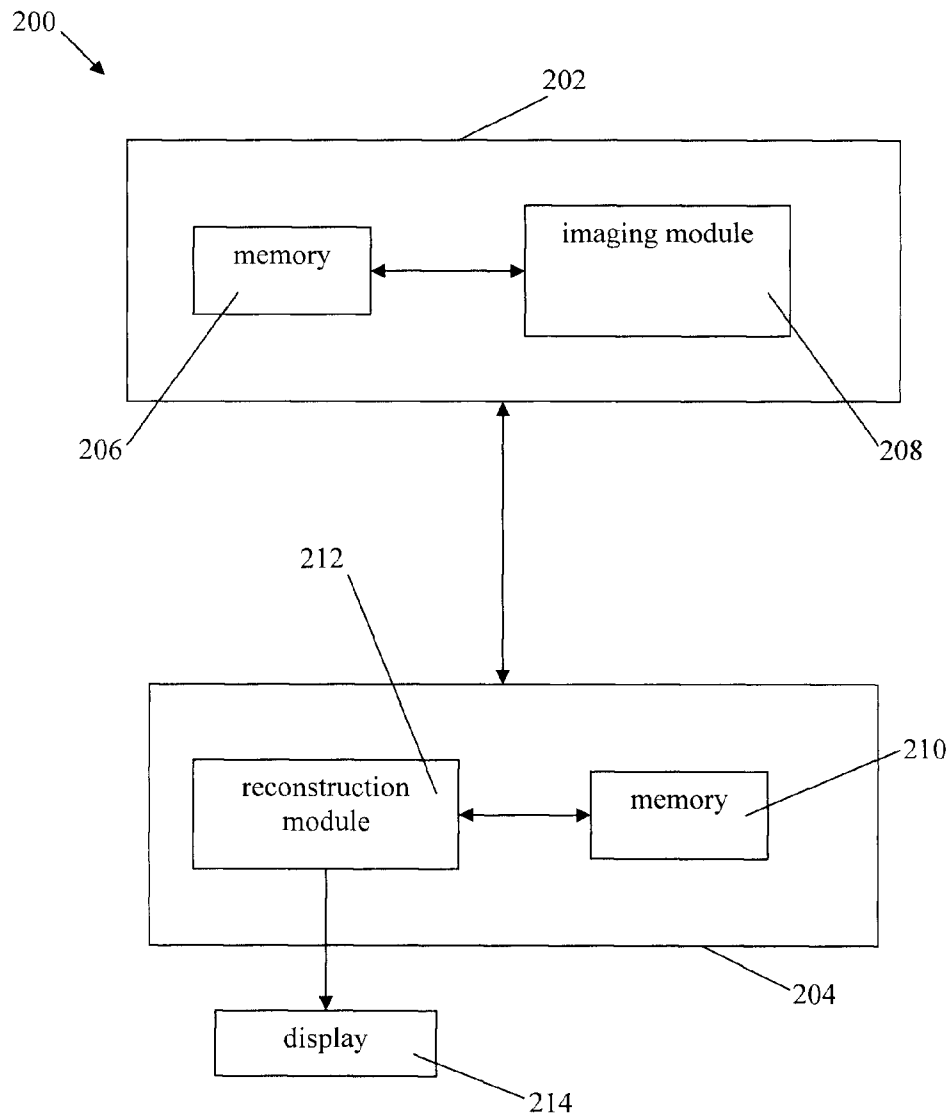 200
202
memory
imaging module
206
208
212
210
reconstruction
module
memory
204
display
214